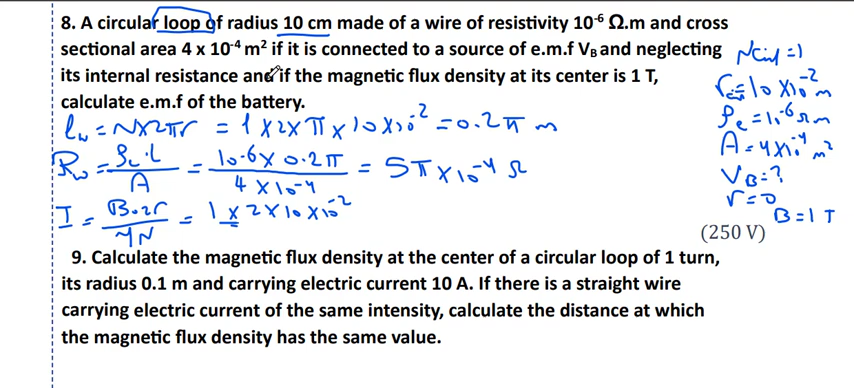 8. A circular loop of radius 10 cm made of a wire of resistivity 10⁻⁶ Ω.m and cross
sectional area 4 x 10⁻⁴ m² if it is connected to a source of e.m.f V_B and neglecting
its internal resistance and if the magnetic flux density at its center is 1 T,
calculate e.m.f of the battery.
N_cir = 1
r_cir = 10 x 10⁻² m
ρ_e = 10⁻⁶ Ω m
A = 4 x 10⁻⁴ m²
V_B = ?
r = 0
B = 1 T
l_w = N x 2πr = 1 x 2 x π x 10 x 10⁻² = 0.2 π m
R_w = ρ_e . L / A = 10⁻⁶ x 0.2π / 4 x 10⁻⁴ = 5π x 10⁻⁴ Ω
I = B . 2r / μN = 1 x 2 x 10 x 10⁻²
(250 V)
9. Calculate the magnetic flux density at the center of a circular loop of 1 turn,
its radius 0.1 m and carrying electric current 10 A. If there is a straight wire
carrying electric current of the same intensity, calculate the distance at which
the magnetic flux density has the same value.